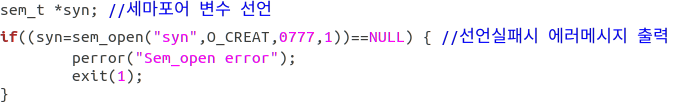 sem_t *syn; //세마포어 변수 선언
if((syn=sem_open("syn",O_CREAT,0777,1))==NULL) { //선언실패시 에러메시지 출력
        perror("Sem_open error");
        exit(1);
}